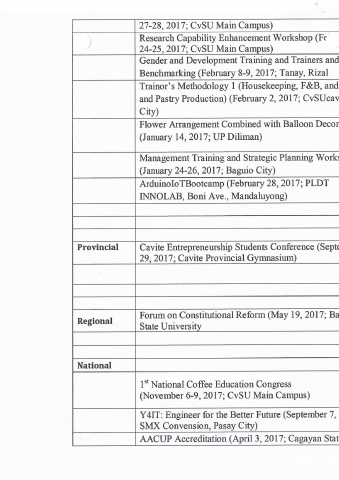 27-28, 2017; CvSU Main Campus)
Research Capability Enhancement Workshop (Fr
24-25, 2017; CvSU Main Campus)
Gender and Development Training and Trainers and
Benchmarking (February 8-9, 2017; Tanay, Rizal
Trainor's Methodology 1 (Housekeeping, F&B, and
and Pastry Production) (February 2, 2017; CvSUcav
City)
Flower Arrangement Combined with Balloon Decor
(January 14, 2017; UP Diliman)
Management Training and Strategic Planning Works
(January 24-26, 2017; Baguio City)
ArduinoIoTBootcamp (February 28, 2017; PLDT
INNOLAB, Boni Ave., Mandaluyong)
Provincial Cavite Entrepreneurship Students Conference (Septe
29, 2017; Cavite Provincial Gymnasium)
Regional Forum on Constitutional Reform (May 19, 2017; Ba
State University
National
1st National Coffee Education Congress
(November 6-9, 2017; CvSU Main Campus)
Y4IT: Engineer for the Better Future (September 7,
SMX Convension, Pasay City)
AACUP Accreditation (April 3, 2017; Cagayan Stat